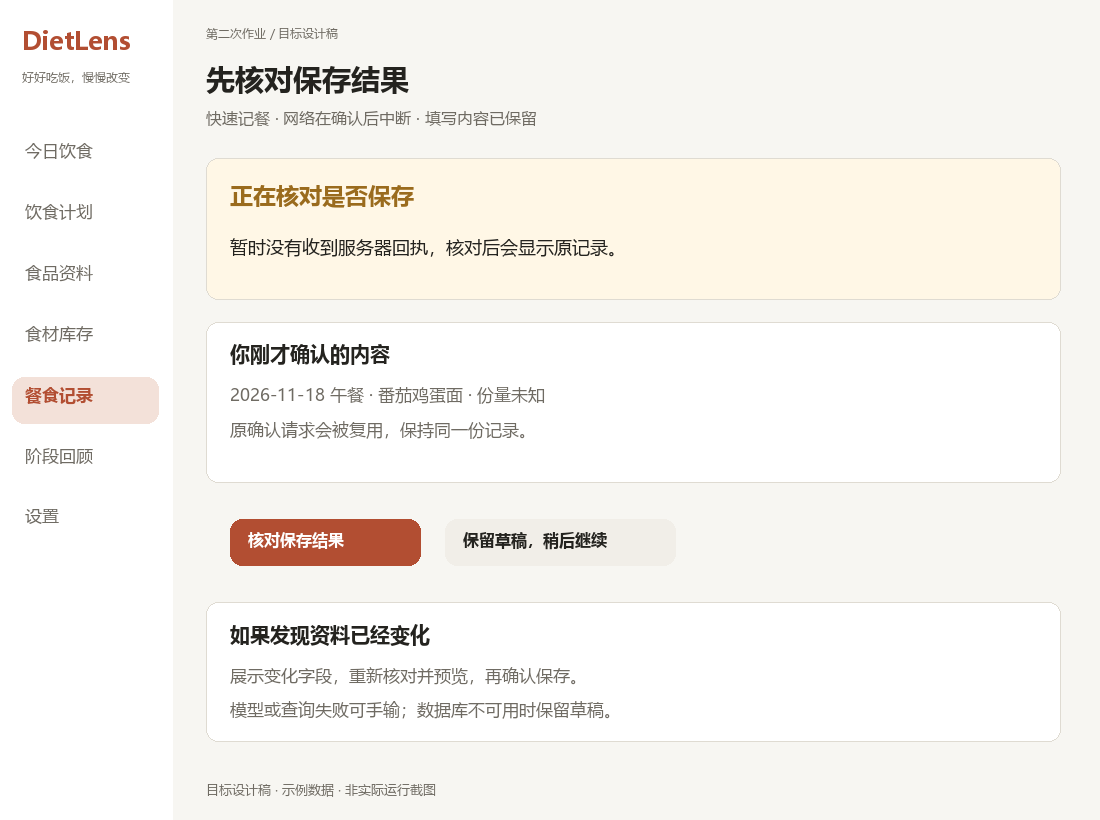 DietLens
好好吃饭，慢慢改变
今日饮食
饮食计划
食品资料
食材库存
餐食记录
阶段回顾
设置
第二次作业 / 目标设计稿
先核对保存结果
快速记餐 · 网络在确认后中断 · 填写内容已保留
正在核对是否保存
暂时没有收到服务器回执，核对后会显示原记录。
你刚才确认的内容
2026-11-18 午餐 · 番茄鸡蛋面 · 份量未知
原确认请求会被复用，保持同一份记录。
核对保存结果
保留草稿，稍后继续
如果发现资料已经变化
展示变化字段，重新核对并预览，再确认保存。
模型或查询失败可手输；数据库不可用时保留草稿。
目标设计稿 · 示例数据 · 非实际运行截图